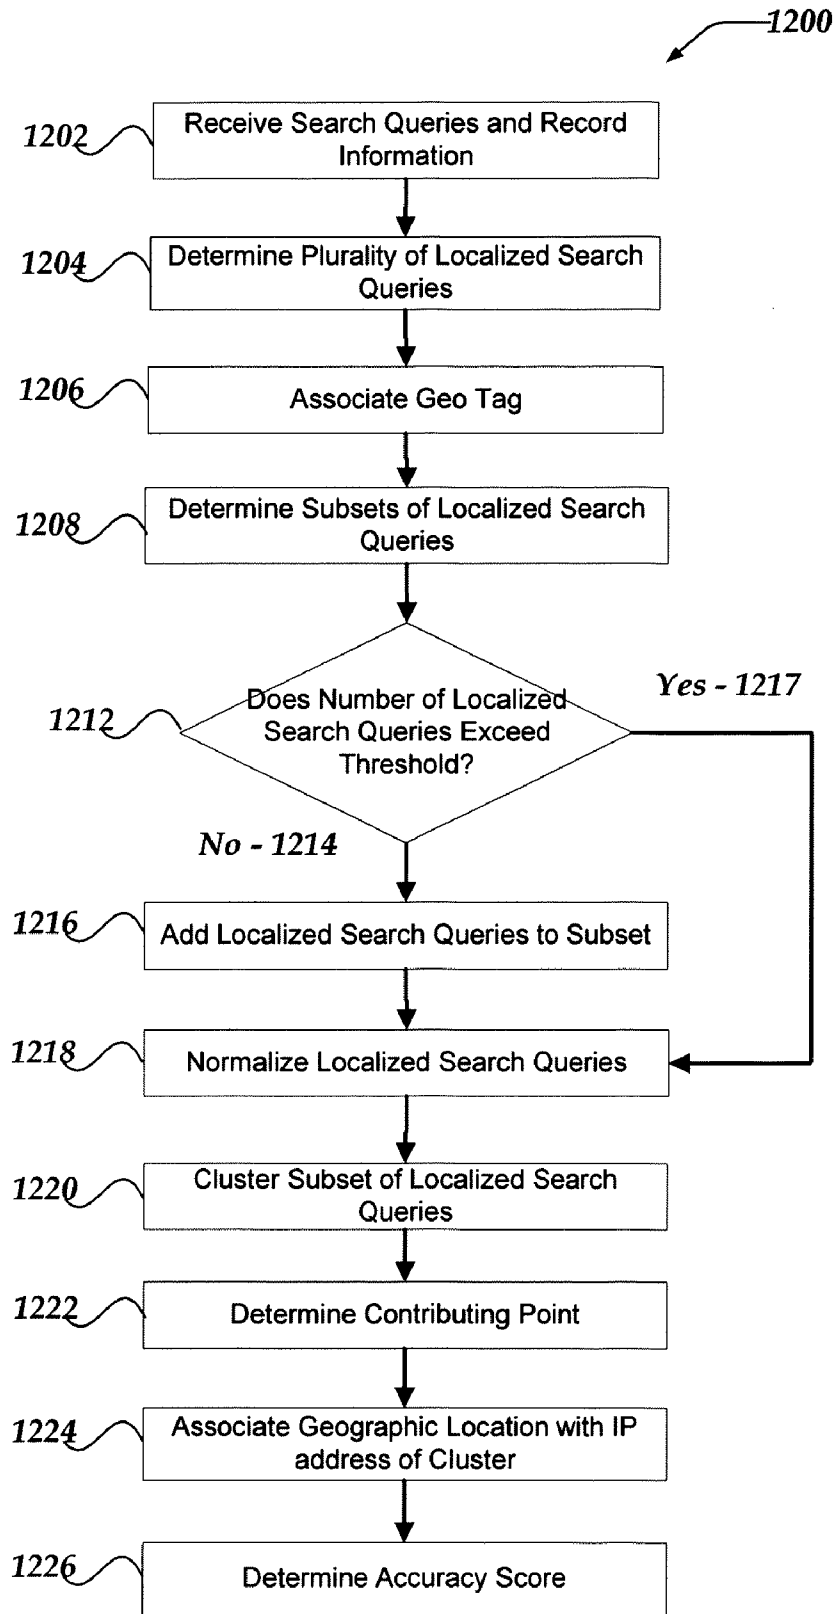 1200
1202
Receive Search Queries and Record
Information
1204
Determine Plurality of Localized Search
Queries
1206
Associate Geo Tag
1208
Determine Subsets of Localized Search
Queries
1212
Does Number of Localized
Search Queries Exceed
Threshold?
Yes - 1217
No - 1214
1216
Add Localized Search Queries to Subset
1218
Normalize Localized Search Queries
1220
Cluster Subset of Localized Search
Queries
1222
Determine Contributing Point
1224
Associate Geographic Location with IP
address of Cluster
1226
Determine Accuracy Score